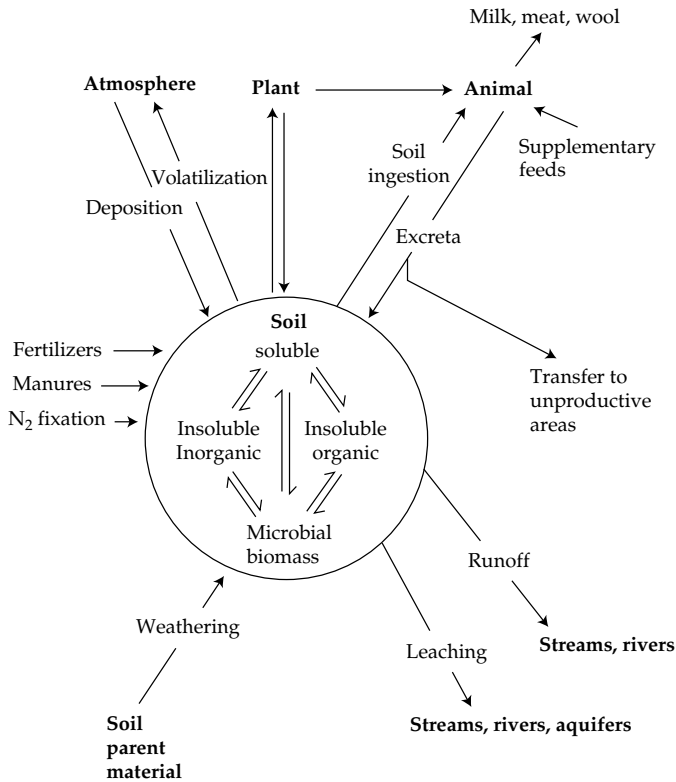 Milk, meat, wool
Atmosphere
Plant
Animal
Supplementary
feeds
Soil
ingestion
Volatilization
Deposition
Excreta
Soil
soluble
Fertilizers
Manures
N₂ fixation
Transfer to
unproductive
areas
Insoluble
Inorganic
Insoluble
organic
Microbial
biomass
Runoff
Weathering
Leaching
Streams, rivers
Soil
parent
material
Streams, rivers, aquifers